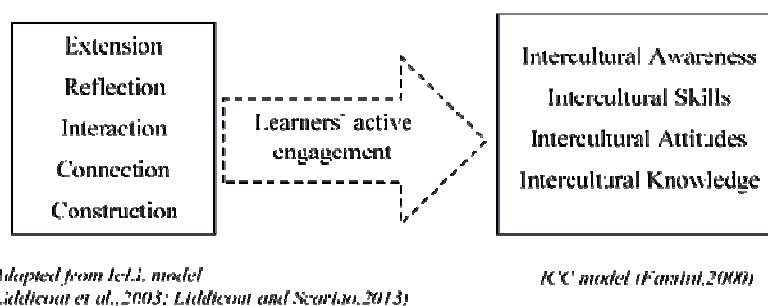 Extension
Reflection
Interaction
Connection
Construction
Learners' active
engagement
Intercultural Awareness
Intercultural Skills
Intercultural Attitudes
Intercultural Knowledge
Adapted from IcLL model
Liddicoat et al.,2003; Liddicoat and Scarino,2013)
ICC model (Fantini,2000)